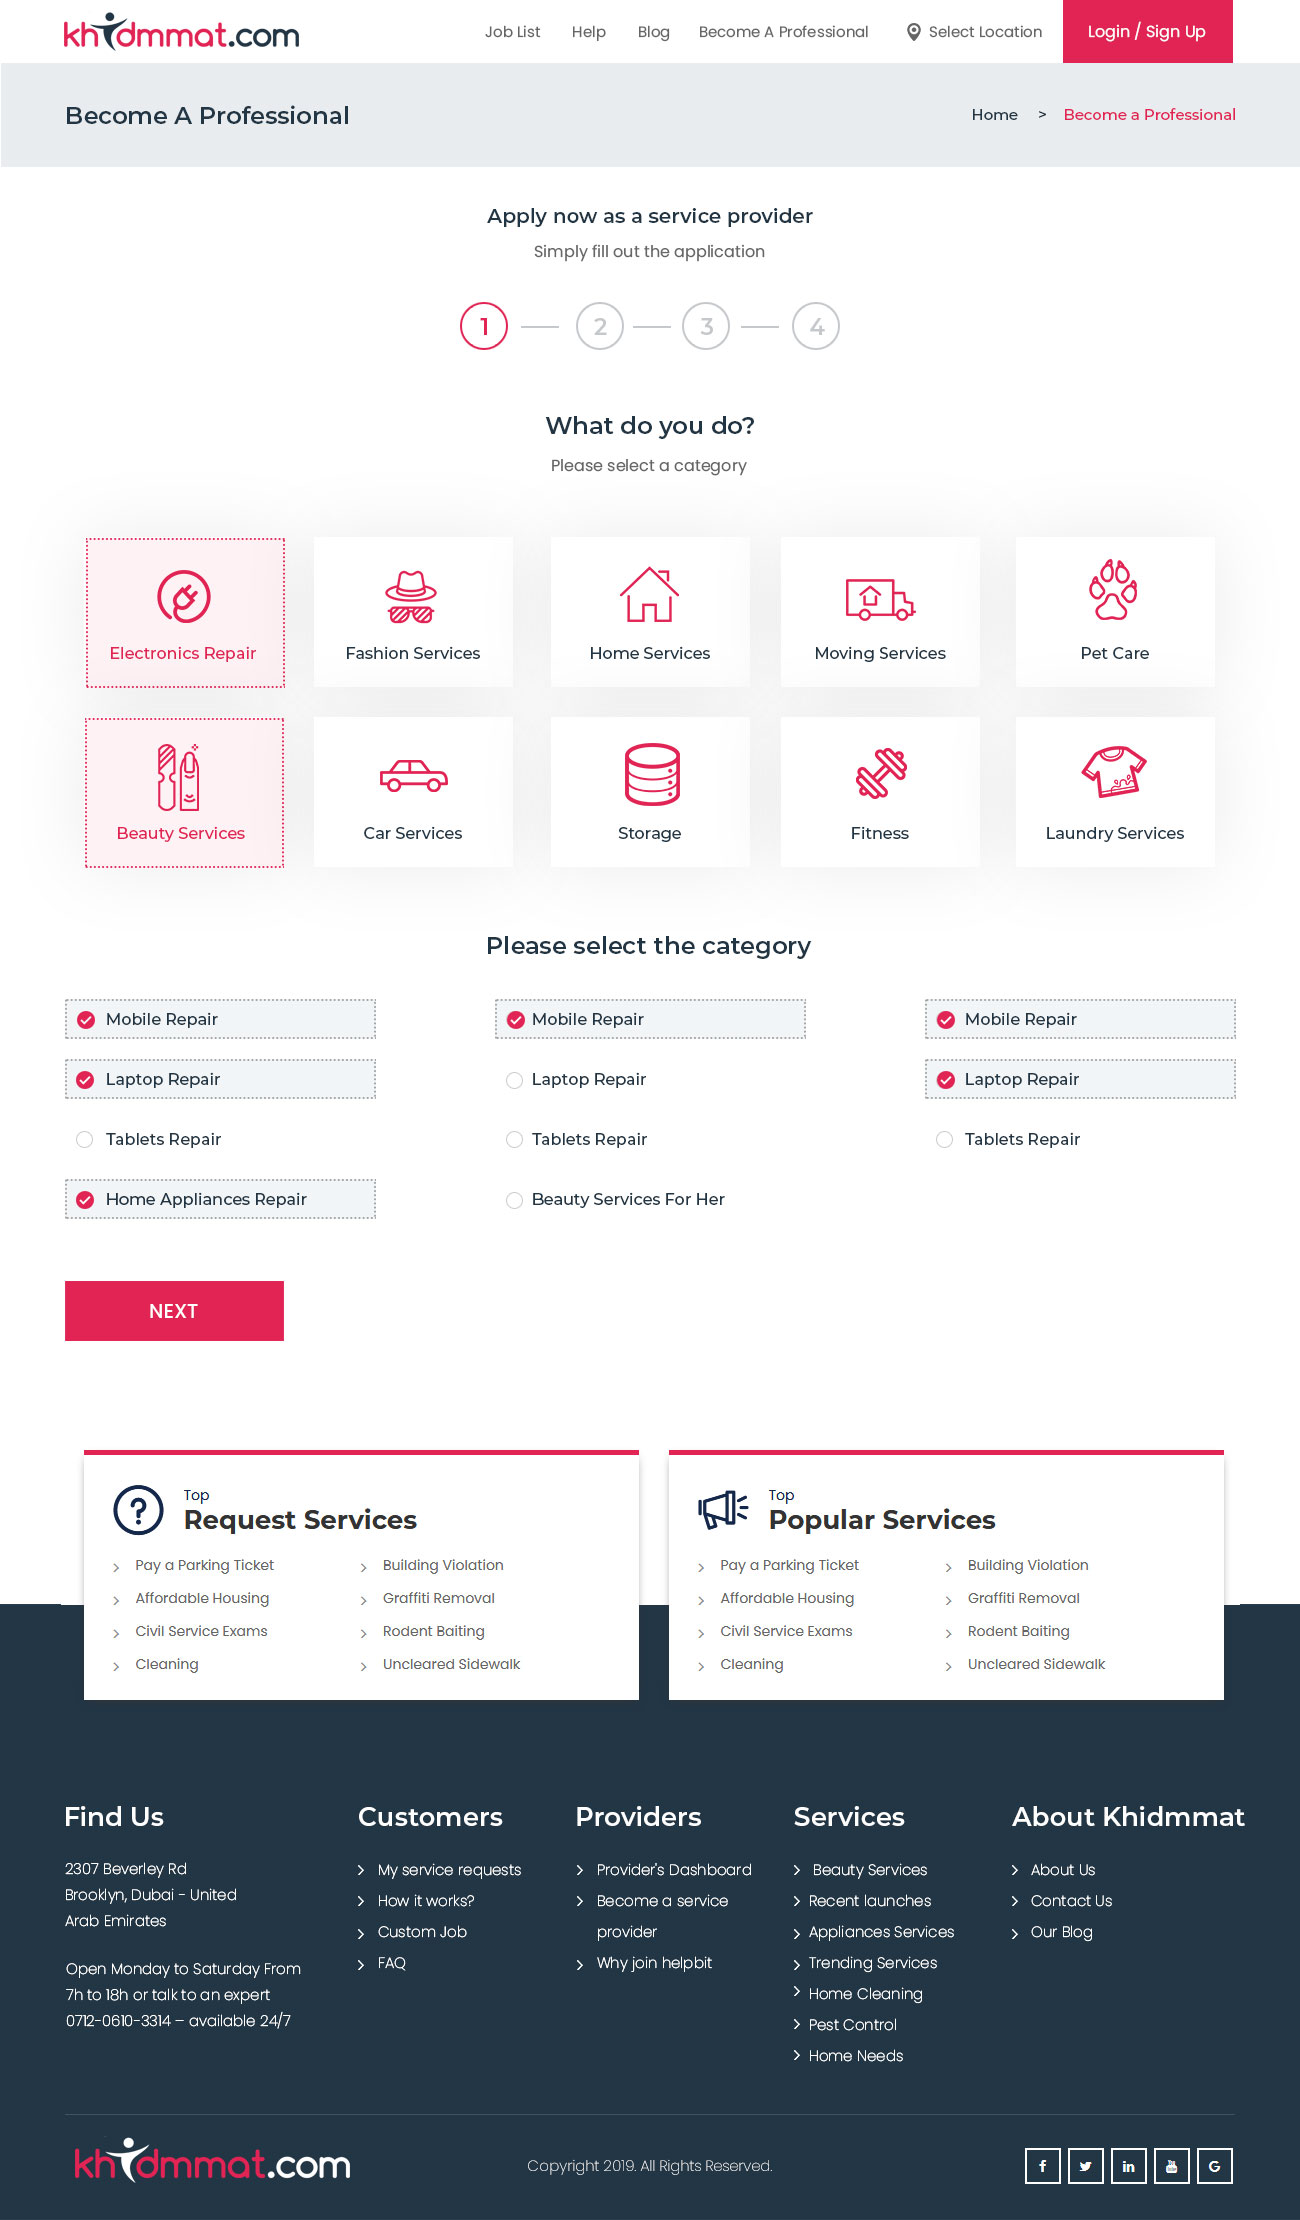 khidmmat.com
Job List
Help
Blog
Become A Professional
Select Location
Login / Sign Up
Become A Professional
Home > Become a Professional
Apply now as a service provider
Simply fill out the application
1
2
3
4
What do you do?
Please select a category
Electronics Repair
Fashion Services
Home Services
Moving Services
Pet Care
Beauty Services
Car Services
Storage
Fitness
Laundry Services
Please select the category
Mobile Repair
Mobile Repair
Mobile Repair
Laptop Repair
Laptop Repair
Laptop Repair
Tablets Repair
Tablets Repair
Tablets Repair
Home Appliances Repair
Beauty Services For Her
NEXT
Top
Request Services
Pay a Parking Ticket
Building Violation
Affordable Housing
Graffiti Removal
Civil Service Exams
Rodent Baiting
Cleaning
Uncleared Sidewalk
Top
Popular Services
Pay a Parking Ticket
Building Violation
Affordable Housing
Graffiti Removal
Civil Service Exams
Rodent Baiting
Cleaning
Uncleared Sidewalk
Find Us
2307 Beverley Rd
Brooklyn, Dubai - United
Arab Emirates
Open Monday to Saturday From
7h to 18h or talk to an expert
0712-0610-3314 – available 24/7
Customers
My service requests
How it works?
Custom Job
FAQ
Providers
Provider's Dashboard
Become a service
provider
Why join helpbit
Services
Beauty Services
Recent launches
Appliances Services
Trending Services
Home Cleaning
Pest Control
Home Needs
About Khidmmat
About Us
Contact Us
Our Blog
khidmmat.com
Copyright 2019. All Rights Reserved.